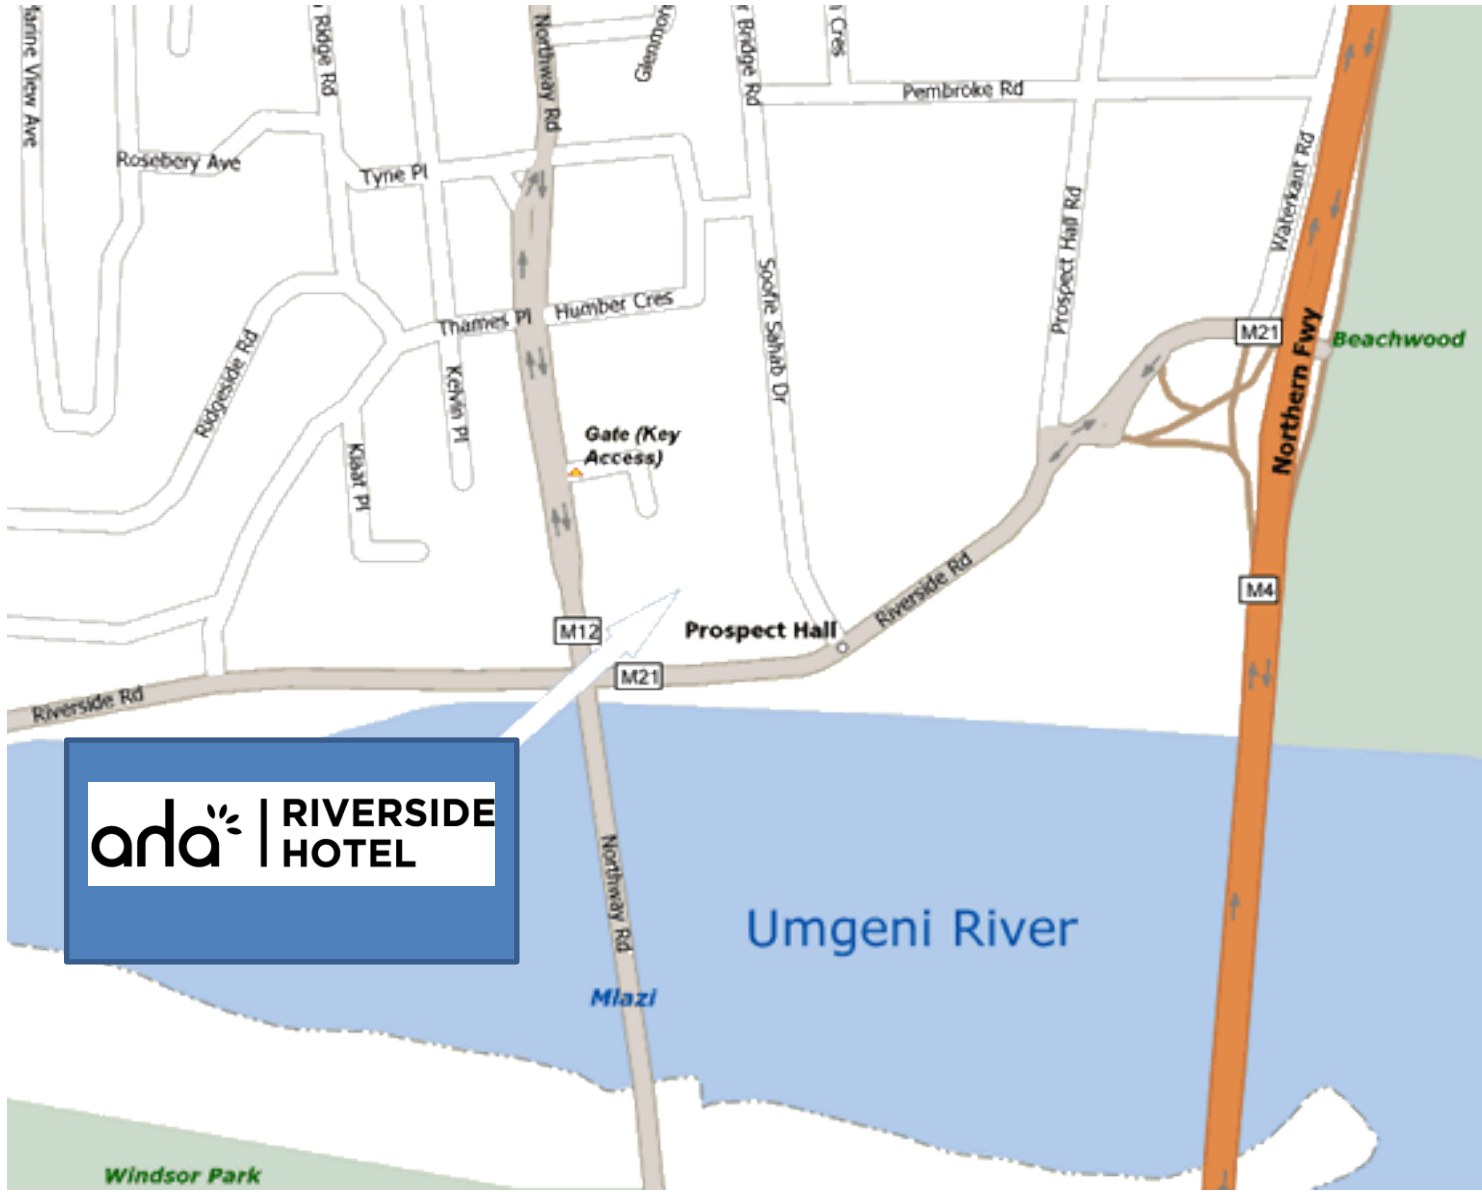 Marine View Ave
Ridge Rd
Northway Rd
Glenmor
r Bridge Rd
Cres
Pembroke Rd
Rosebery Ave
Tyne Pl
Waterkant Rd
Prospect Hall Rd
Soofie Sahab Dr
Humber Cres
Thames Pl
M21
Northern Fwy
Beachwood
Ridgeside Rd
Kelvin Pl
Klaat Pl
Gate (Key
Access)
Riverside Rd
M4
M12
Prospect Hall
M21
Riverside Rd
aha
RIVERSIDE
HOTEL
Northway Rd
Umgeni River
Mlazi
Windsor Park